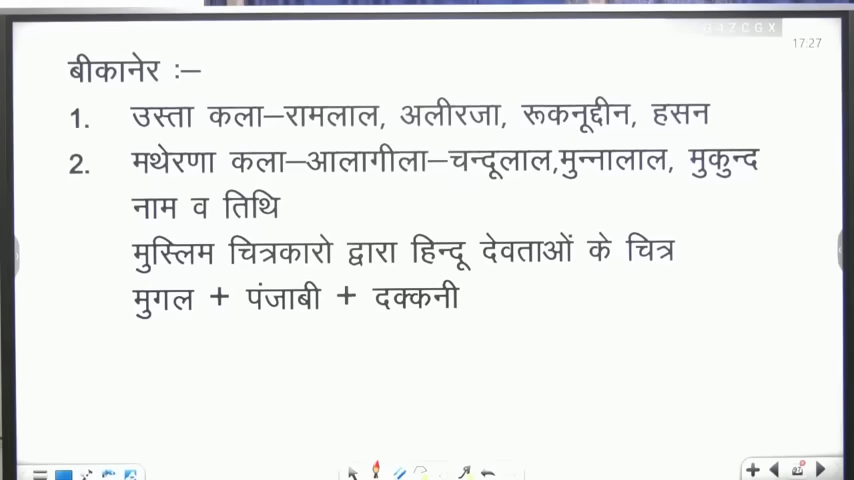 GIZCGX
17:27
बीकानेर :–
1. उस्ता कला–रामलाल, अलीरजा, रूकनूद्दीन, हसन
2. मथेरणा कला–आलागीला–चन्दूलाल,मुन्नालाल, मुकुन्द
नाम व तिथि
मुस्लिम चित्रकारो द्वारा हिन्दू देवताओं के चित्र
मुगल + पंजाबी + दक्कनी